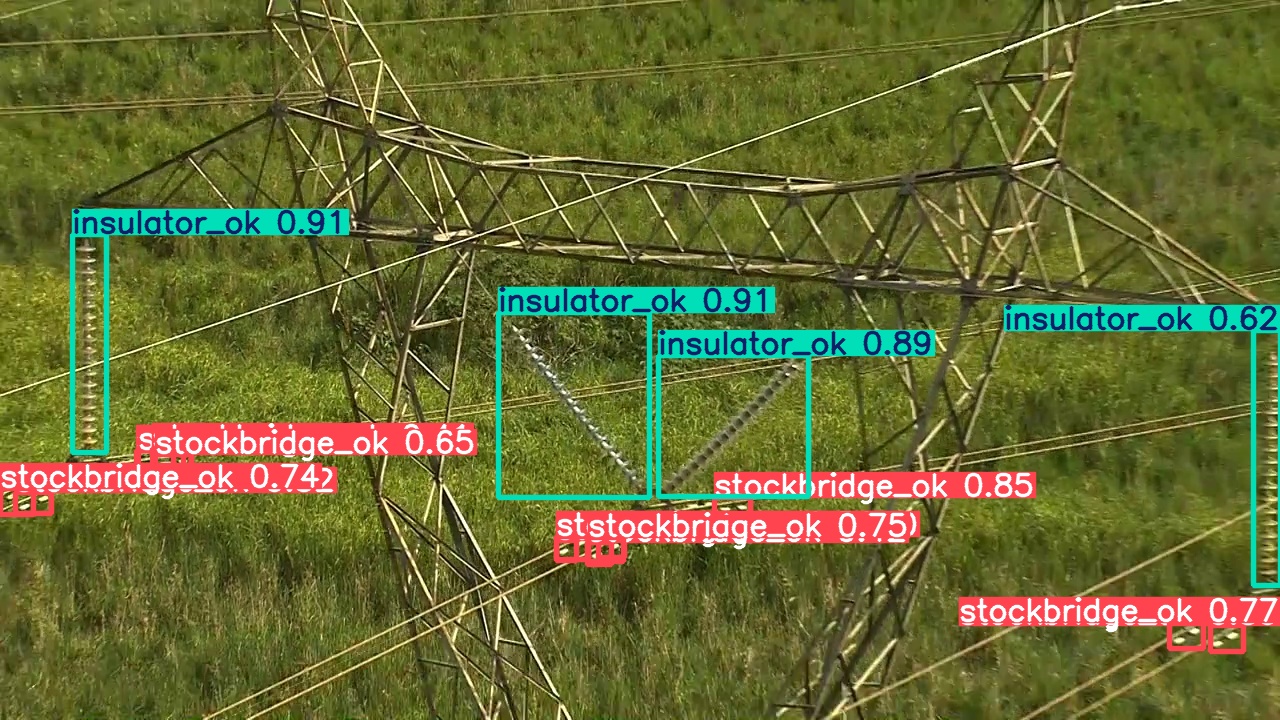 insulator_ok 0.91
insulator_ok 0.91
insulator_ok 0.62
insulator_ok 0.89
stockbridge_ok 0.65
stockbridge_ok 0.74
stockbridge_ok 0.85
stockbridge_ok 0.75
stockbridge_ok 0.77